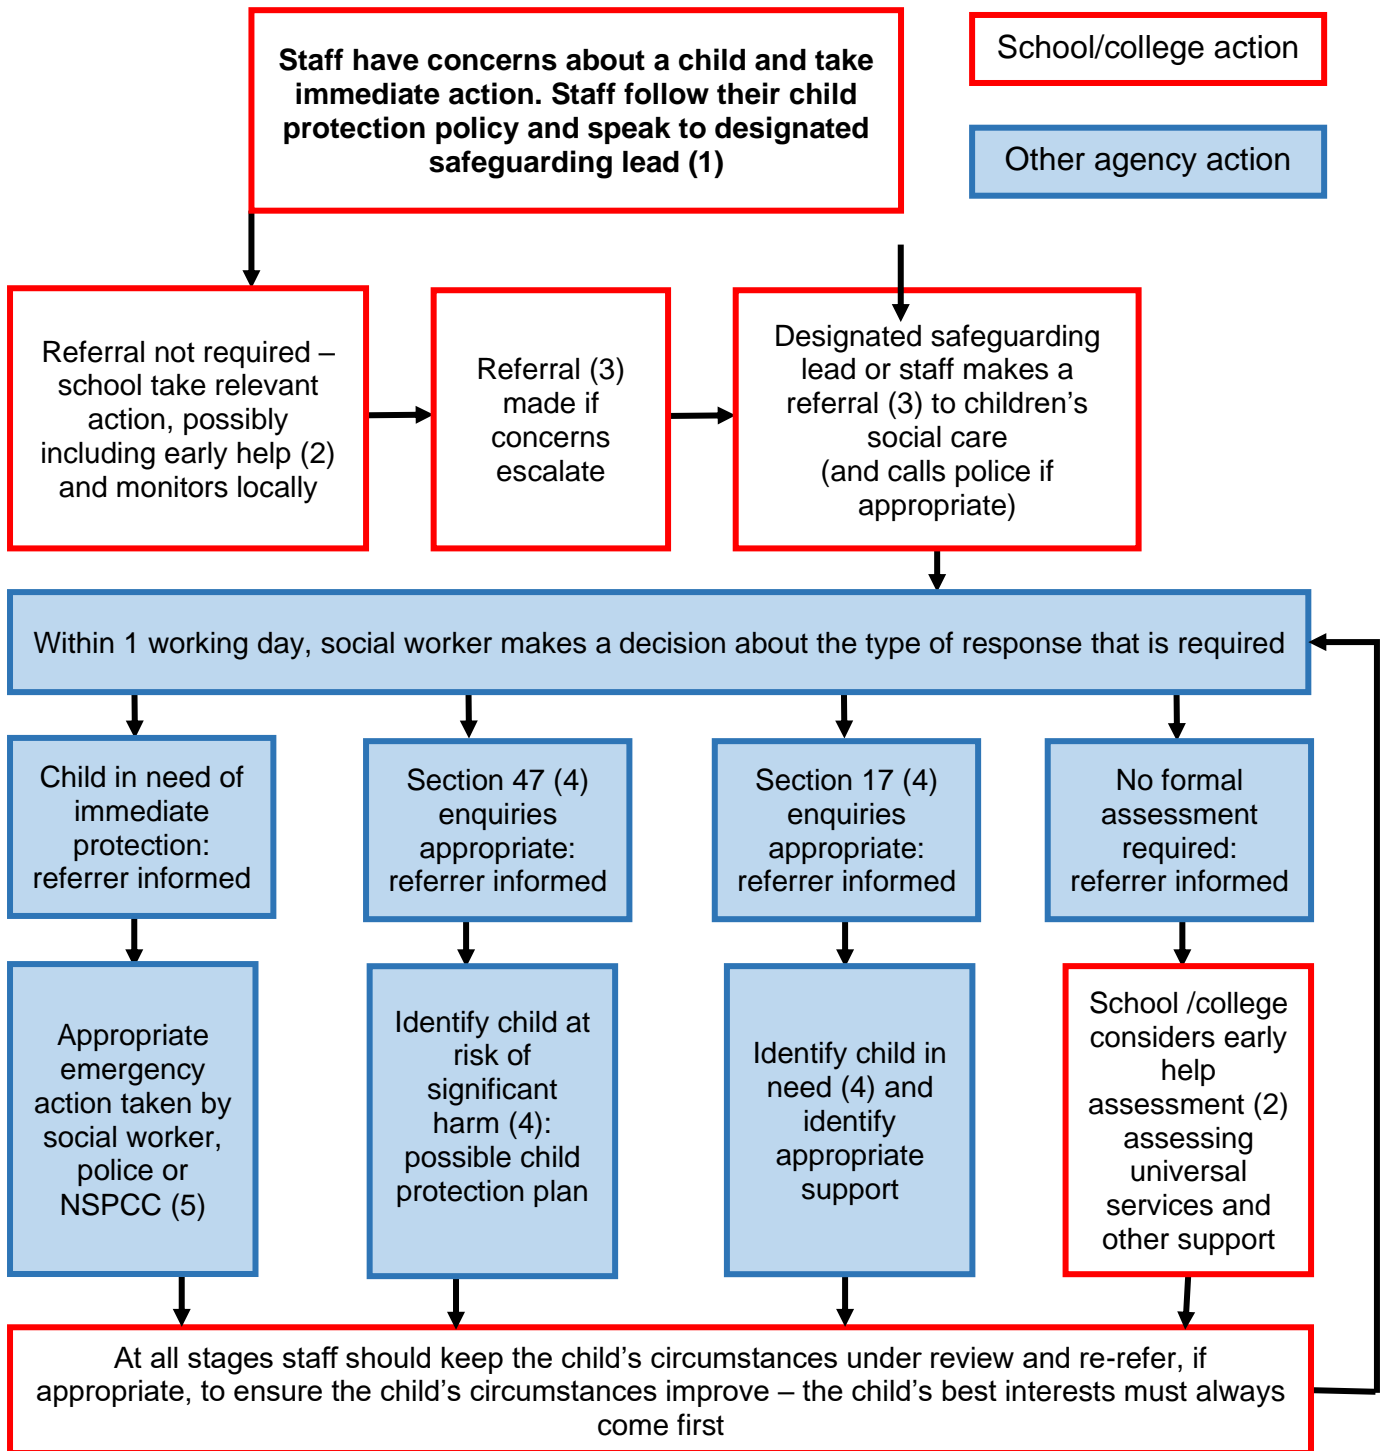 Staff have concerns about a child and take
immediate action. Staff follow their child
protection policy and speak to designated
safeguarding lead (1)
School/college action
Other agency action
Referral not required –
school take relevant
action, possibly
including early help (2)
and monitors locally
Referral (3)
made if
concerns
escalate
Designated safeguarding
lead or staff makes a
referral (3) to children’s
social care
(and calls police if
appropriate)
Within 1 working day, social worker makes a decision about the type of response that is required
Child in need of
immediate
protection:
referrer informed
Section 47 (4)
enquiries
appropriate:
referrer informed
Section 17 (4)
enquiries
appropriate:
referrer informed
No formal
assessment
required:
referrer informed
Appropriate
emergency
action taken by
social worker,
police or
NSPCC (5)
Identify child at
risk of
significant
harm (4):
possible child
protection plan
Identify child in
need (4) and
identify
appropriate
support
School /college
considers early
help
assessment (2)
assessing
universal
services and
other support
At all stages staff should keep the child’s circumstances under review and re-refer, if
appropriate, to ensure the child’s circumstances improve – the child’s best interests must always
come first